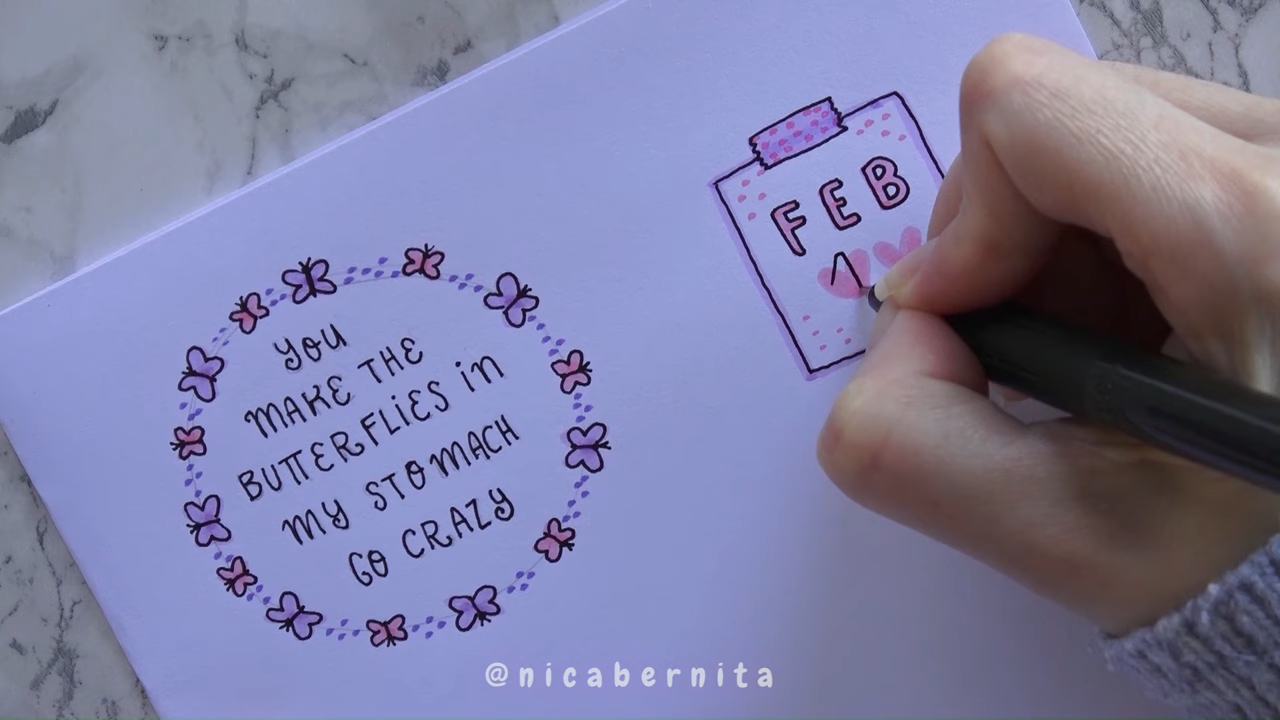 YOU
MAKE THE
BUTTERFLIES in
MY STOMACH
GO CRAZY
FEB
1
@nicabernita